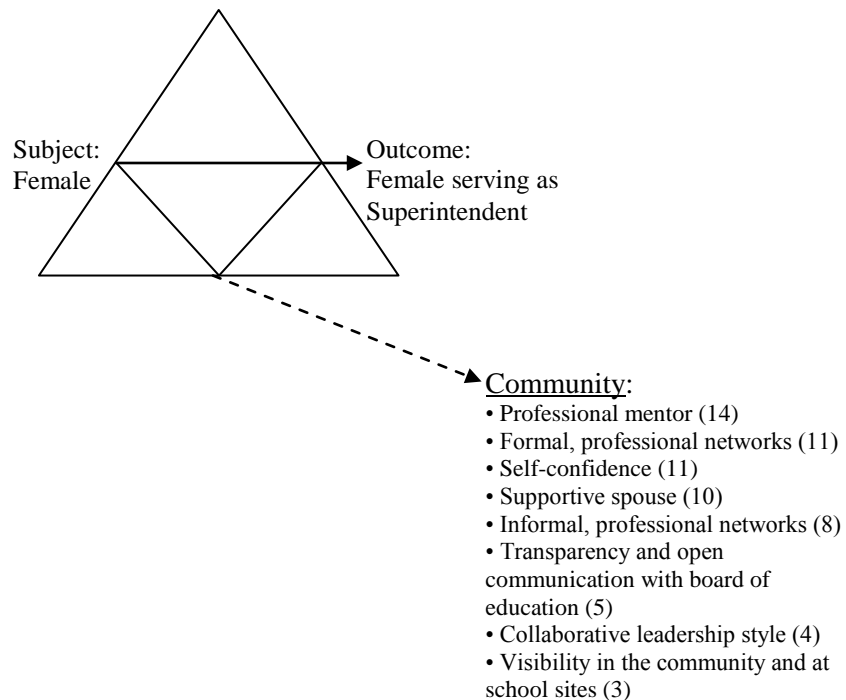 Subject:
Female
Outcome:
Female serving as
Superintendent
Community:
• Professional mentor (14)
• Formal, professional networks (11)
• Self-confidence (11)
• Supportive spouse (10)
• Informal, professional networks (8)
• Transparency and open
communication with board of
education (5)
• Collaborative leadership style (4)
• Visibility in the community and at
school sites (3)